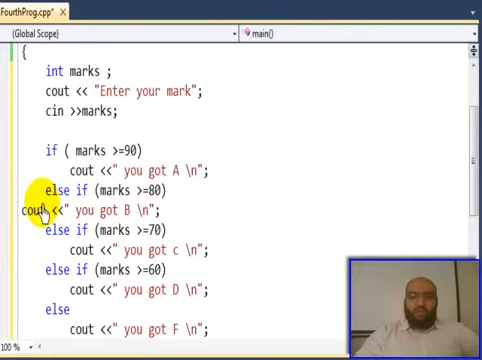 FourthProg.cpp* X
(Global Scope) main()
{
int marks ;
cout << "Enter your mark";
cin >>marks;
if ( marks >=90)
cout <<" you got A \n";
else if (marks >=80)
cout <<" you got B \n";
else if (marks >=70)
cout <<" you got c \n";
else if (marks >=60)
cout <<" you got D \n";
else
cout <<" you got F \n";
100 %